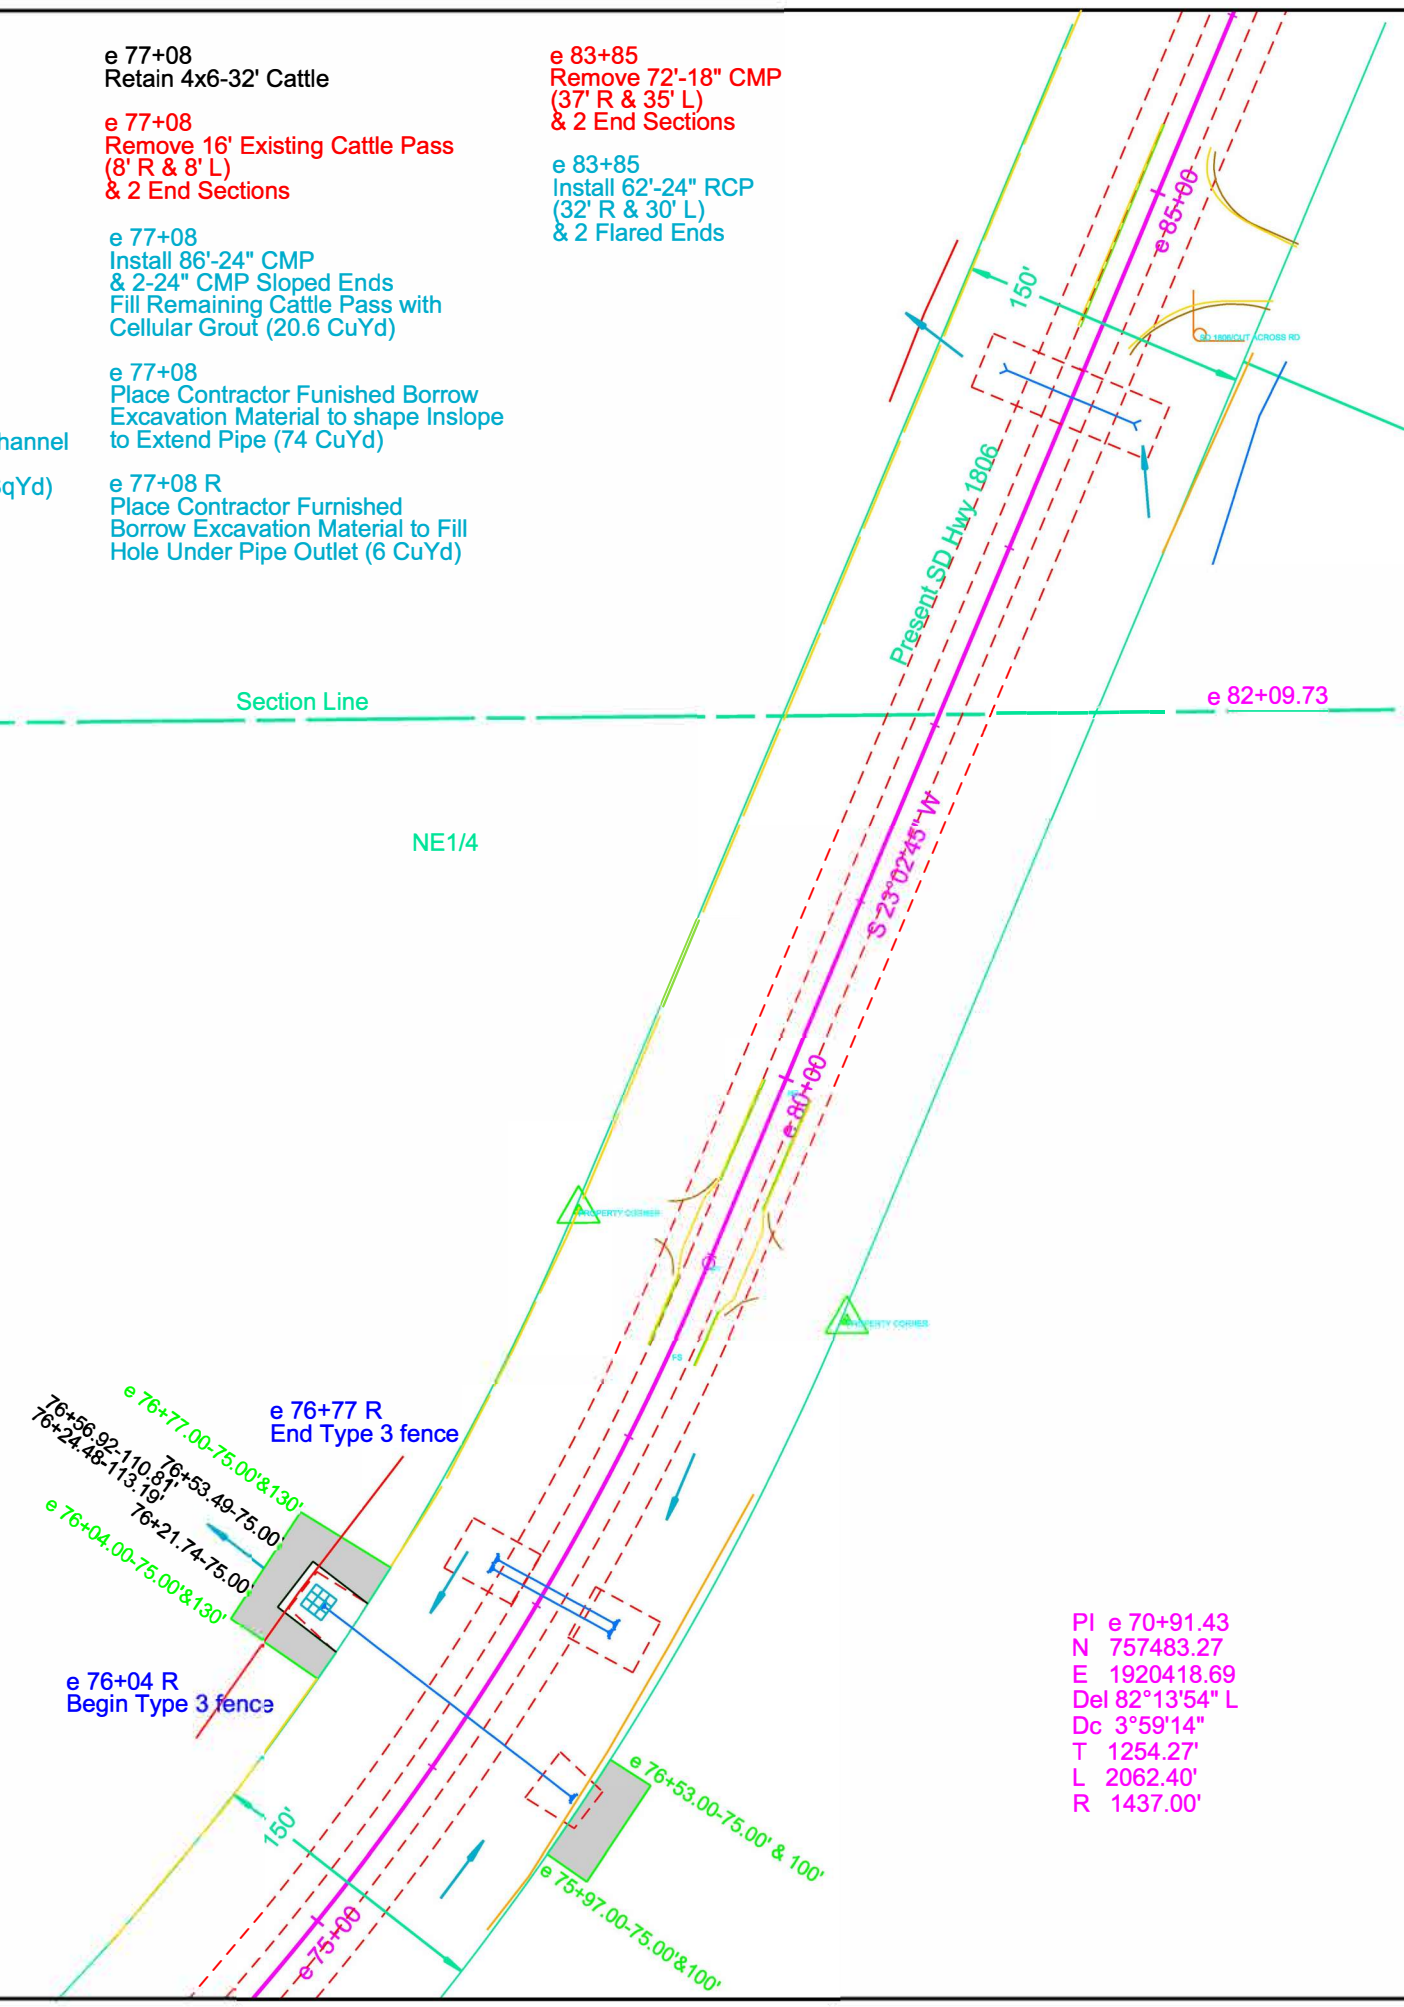 e 77+08
Retain 4x6-32' Cattle
e 77+08
Remove 16' Existing Cattle Pass
(8' R & 8' L)
& 2 End Sections
e 77+08
Install 86'-24" CMP
& 2-24" CMP Sloped Ends
Fill Remaining Cattle Pass with
Cellular Grout (20.6 CuYd)
e 77+08
Place Contractor Funished Borrow
Excavation Material to shape Inslope
to Extend Pipe (74 CuYd)
hannel
qYd)
e 77+08 R
Place Contractor Furnished
Borrow Excavation Material to Fill
Hole Under Pipe Outlet (6 CuYd)
e 83+85
Remove 72'-18" CMP
(37' R & 35' L)
& 2 End Sections
e 83+85
Install 62'-24" RCP
(32' R & 30' L)
& 2 Flared Ends
e 85+00
150'
SD 1806/CUT ACROSS RD
Present SD Hwy 1806
Section Line
e 82+09.73
NE1/4
S 23°02'45" W
e 80+00
PROPERTY CORNER
PROPERTY CORNER
e 76+77 R
End Type 3 fence
e 76+77.00-75.00'&130'
76+56.92-110.81'
76+24.48-113.19'
76+53.49-75.00'
76+21.74-75.00'
e 76+04.00-75.00'&130'
e 76+04 R
Begin Type 3 fence
150'
e 75+00
e 76+53.00-75.00' & 100'
e 75+97.00-75.00'&100'
PI e 70+91.43
N 757483.27
E 1920418.69
Del 82°13'54" L
Dc 3°59'14"
T 1254.27'
L 2062.40'
R 1437.00'